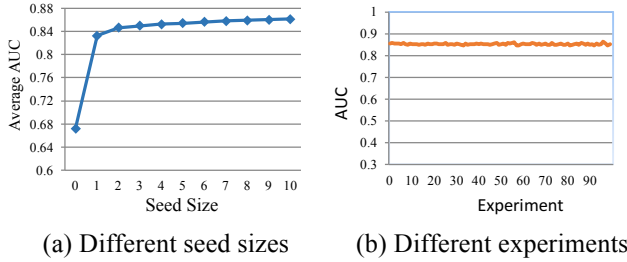 0.88
0.84
0.8
0.76
0.72
0.68
0.64
0.6
Average AUC
0 1 2 3 4 5 6 7 8 9 10
Seed Size
(a) Different seed sizes
1
0.9
0.8
0.7
0.6
0.5
0.4
0.3
AUC
0 10 20 30 40 50 60 70 80 90
Experiment
(b) Different experiments